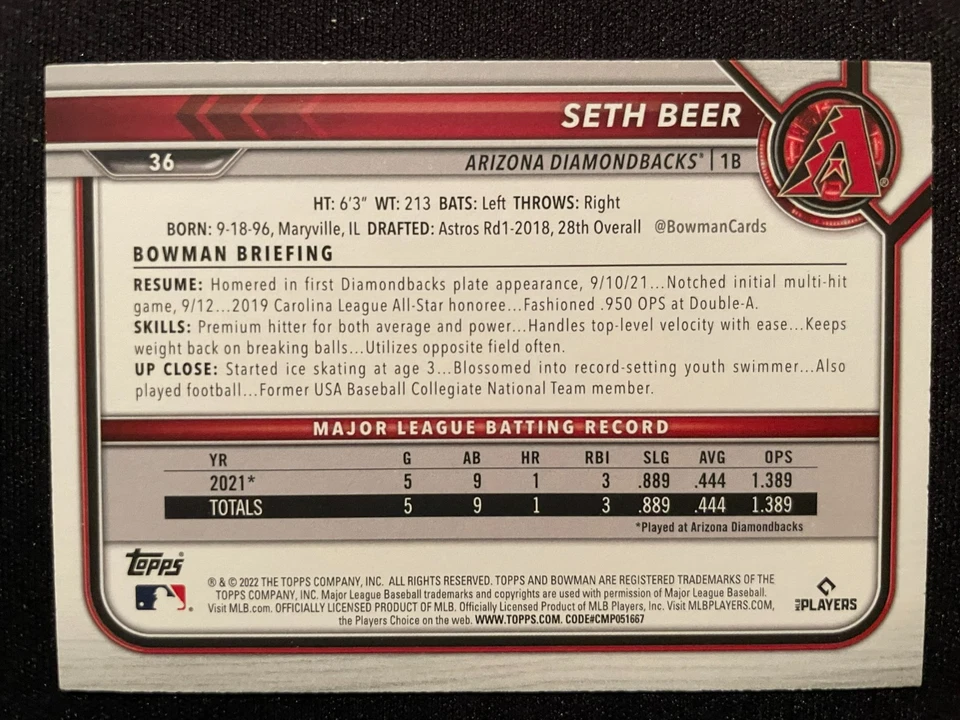 SETH BEER
36
ARIZONA DIAMONDBACKS® | 1B
HT: 6'3" WT: 213 BATS: Left THROWS: Right
BORN: 9-18-96, Maryville, IL DRAFTED: Astros Rd1-2018, 28th Overall @BowmanCards
BOWMAN BRIEFING
RESUME: Homered in first Diamondbacks plate appearance, 9/10/21...Notched initial multi-hit
game, 9/12...2019 Carolina League All-Star honoree...Fashioned .950 OPS at Double-A.
SKILLS: Premium hitter for both average and power...Handles top-level velocity with ease...Keeps
weight back on breaking balls...Utilizes opposite field often.
UP CLOSE: Started ice skating at age 3...Blossomed into record-setting youth swimmer...Also
played football...Former USA Baseball Collegiate National Team member.
MAJOR LEAGUE BATTING RECORD
YR G AB HR RBI SLG AVG OPS
2021* 5 9 1 3 .889 .444 1.389
TOTALS 5 9 1 3 .889 .444 1.389
*Played at Arizona Diamondbacks
Topps®
® & © 2022 THE TOPPS COMPANY, INC. ALL RIGHTS RESERVED. TOPPS AND BOWMAN ARE REGISTERED TRADEMARKS OF THE
TOPPS COMPANY, INC. Major League Baseball trademarks and copyrights are used with permission of Major League Baseball.
Visit MLB.com. OFFICIALLY LICENSED PRODUCT OF MLB. Officially Licensed Product of MLB Players, Inc. Visit MLBPLAYERS.COM,
the Players Choice on the web. WWW.TOPPS.COM. CODE#CMP051667
MLB PLAYERS